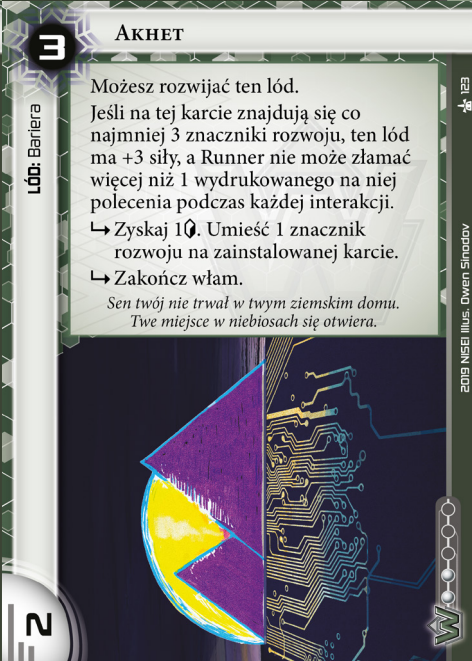 3
Akhet
LÓD: Bariera
Możesz rozwijać ten lód.
Jeśli na tej karcie znajdują się co
najmniej 3 znaczniki rozwoju, ten lód
ma +3 siły, a Runner nie może złamać
więcej niż 1 wydrukowanego na niej
polecenia podczas każdej interakcji.
↳ Zyskaj 1. Umieść 1 znacznik
rozwoju na zainstalowanej karcie.
↳ Zakończ włam.
Sen twój nie trwał w twym ziemskim domu.
Twe miejsce w niebiosach się otwiera.
2
123
2019 NISEI Illus. Owen Sinodov
W